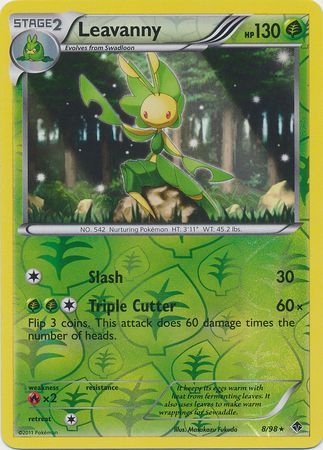 STAGE2
Leavanny
HP130
Evolves from Swadloon
NO. 542 Nurturing Pokémon HT: 3'11" WT: 45.2 lbs.
Slash 30
Triple Cutter 60×
Flip 3 coins. This attack does 60 damage times the
number of heads.
weakness resistance
×2
It keeps its eggs warm with
heat from fermenting leaves. It
also uses leaves to make warm
wrappings for Sewaddle.
retreat
Illus. Masakazu Fukuda
8/98★
©2011 Pokémon